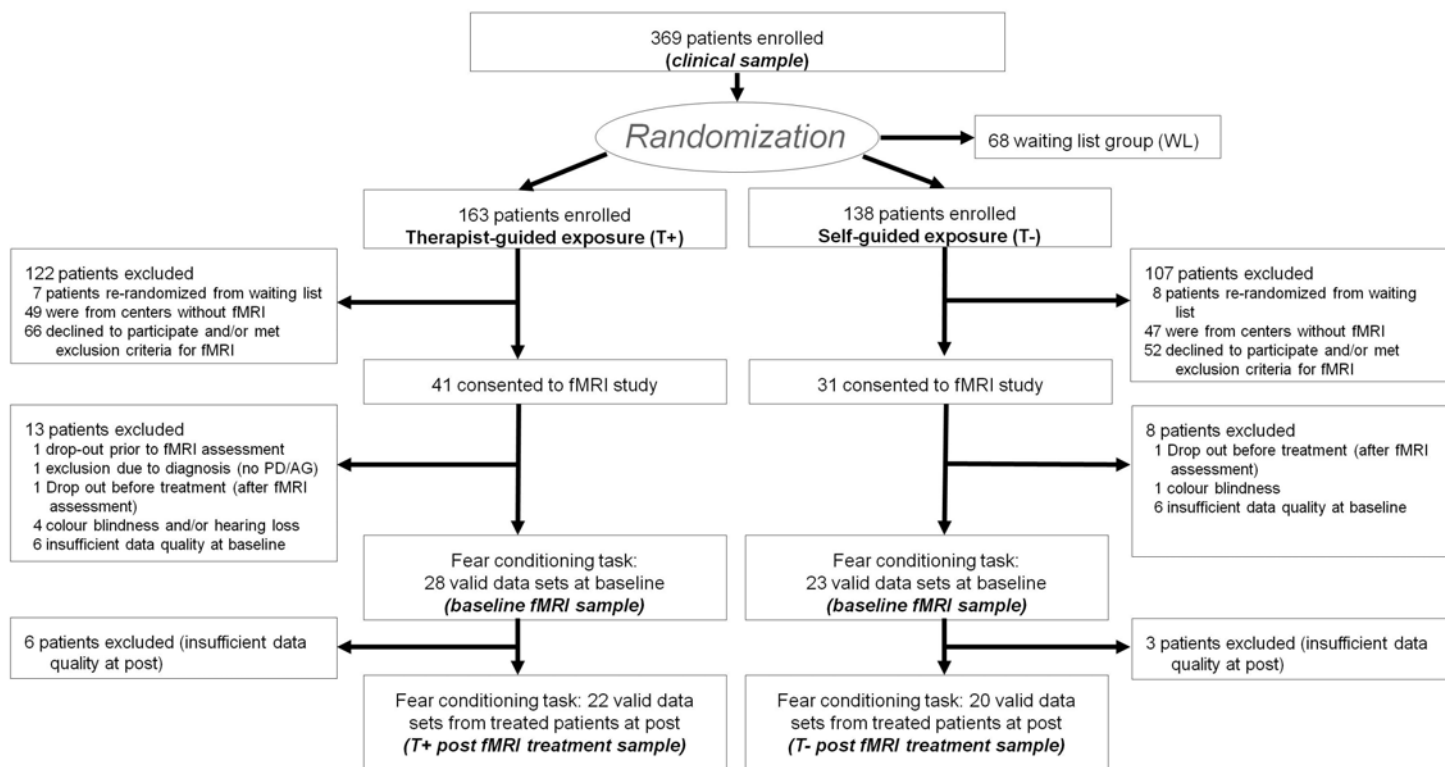 369 patients enrolled
(clinical sample)
Randomization
68 waiting list group (WL)
163 patients enrolled
Therapist-guided exposure (T+)
138 patients enrolled
Self-guided exposure (T-)
122 patients excluded
7 patients re-randomized from waiting list
49 were from centers without fMRI
66 declined to participate and/or met
exclusion criteria for fMRI
107 patients excluded
8 patients re-randomized from waiting
list
47 were from centers without fMRI
52 declined to participate and/or met
exclusion criteria for fMRI
41 consented to fMRI study
31 consented to fMRI study
13 patients excluded
1 drop-out prior to fMRI assessment
1 exclusion due to diagnosis (no PD/AG)
1 Drop out before treatment (after fMRI
assessment)
4 colour blindness and/or hearing loss
6 insufficient data quality at baseline
8 patients excluded
1 Drop out before treatment (after fMRI
assessment)
1 colour blindness
6 insufficient data quality at baseline
Fear conditioning task:
28 valid data sets at baseline
(baseline fMRI sample)
Fear conditioning task:
23 valid data sets at baseline
(baseline fMRI sample)
6 patients excluded (insufficient data
quality at post)
3 patients excluded (insufficient data
quality at post)
Fear conditioning task: 22 valid data
sets from treated patients at post
(T+ post fMRI treatment sample)
Fear conditioning task: 20 valid data
sets from treated patients at post
(T- post fMRI treatment sample)